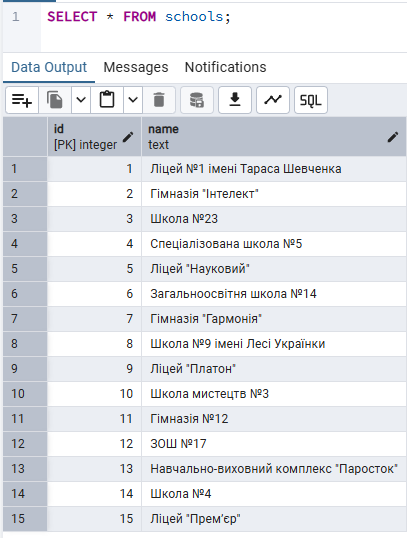 1 SELECT * FROM schools;
Data Output Messages Notifications
SQL
id name
[PK] integer text
1 1 Ліцей №1 імені Тараса Шевченка
2 2 Гімназія "Інтелект"
3 3 Школа №23
4 4 Спеціалізована школа №5
5 5 Ліцей "Науковий"
6 6 Загальноосвітня школа №14
7 7 Гімназія "Гармонія"
8 8 Школа №9 імені Лесі Українки
9 9 Ліцей "Платон"
10 10 Школа мистецтв №3
11 11 Гімназія №12
12 12 ЗОШ №17
13 13 Навчально-виховний комплекс "Паросток"
14 14 Школа №4
15 15 Ліцей "Прем’єр"